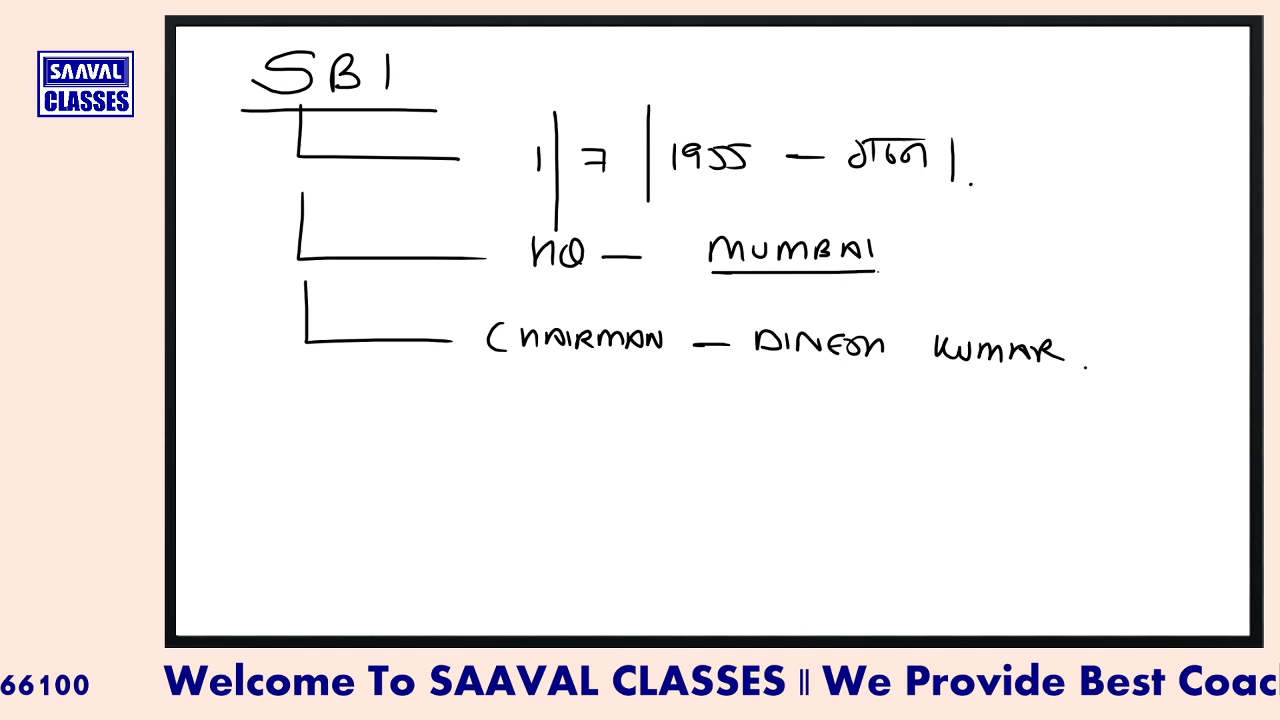 SAAVAL
CLASSES
SBI
1|7|1955 – गठन |.
HQ – MUMBAI
CHAIRMAN – DINESH KUMAR.
66100 Welcome To SAAVAL CLASSES || We Provide Best Coac